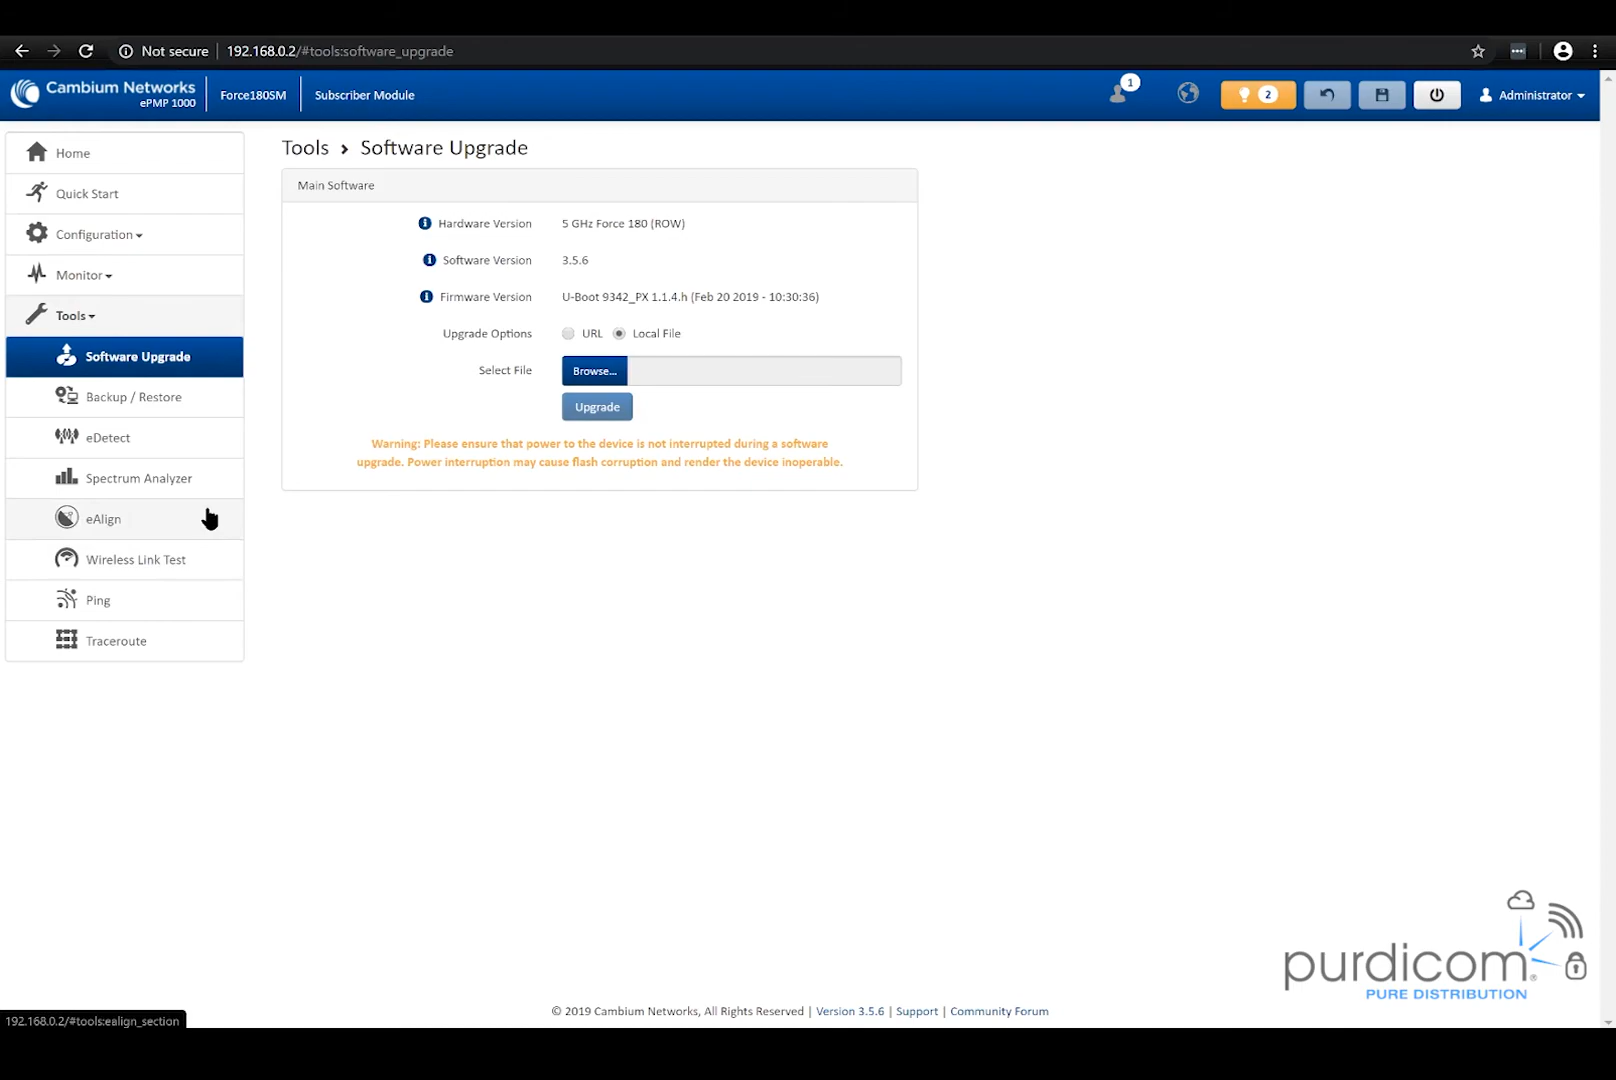 Not secure
192.168.0.2/#tools:software_upgrade
Cambium Networks
ePMP 1000
Force180SM
Subscriber Module
1
2
Administrator
Home
Quick Start
Configuration
Monitor
Tools
Software Upgrade
Backup / Restore
eDetect
Spectrum Analyzer
eAlign
Wireless Link Test
Ping
Traceroute
Tools > Software Upgrade
Main Software
Hardware Version 5 GHz Force 180 (ROW)
Software Version 3.5.6
Firmware Version U-Boot 9342_PX 1.1.4.h (Feb 20 2019 - 10:30:36)
Upgrade Options URL Local File
Select File Browse...
Upgrade
Warning: Please ensure that power to the device is not interrupted during a software
upgrade. Power interruption may cause flash corruption and render the device inoperable.
purdicom
PURE DISTRIBUTION
© 2019 Cambium Networks, All Rights Reserved | Version 3.5.6 | Support | Community Forum
192.168.0.2/#tools:ealign_section